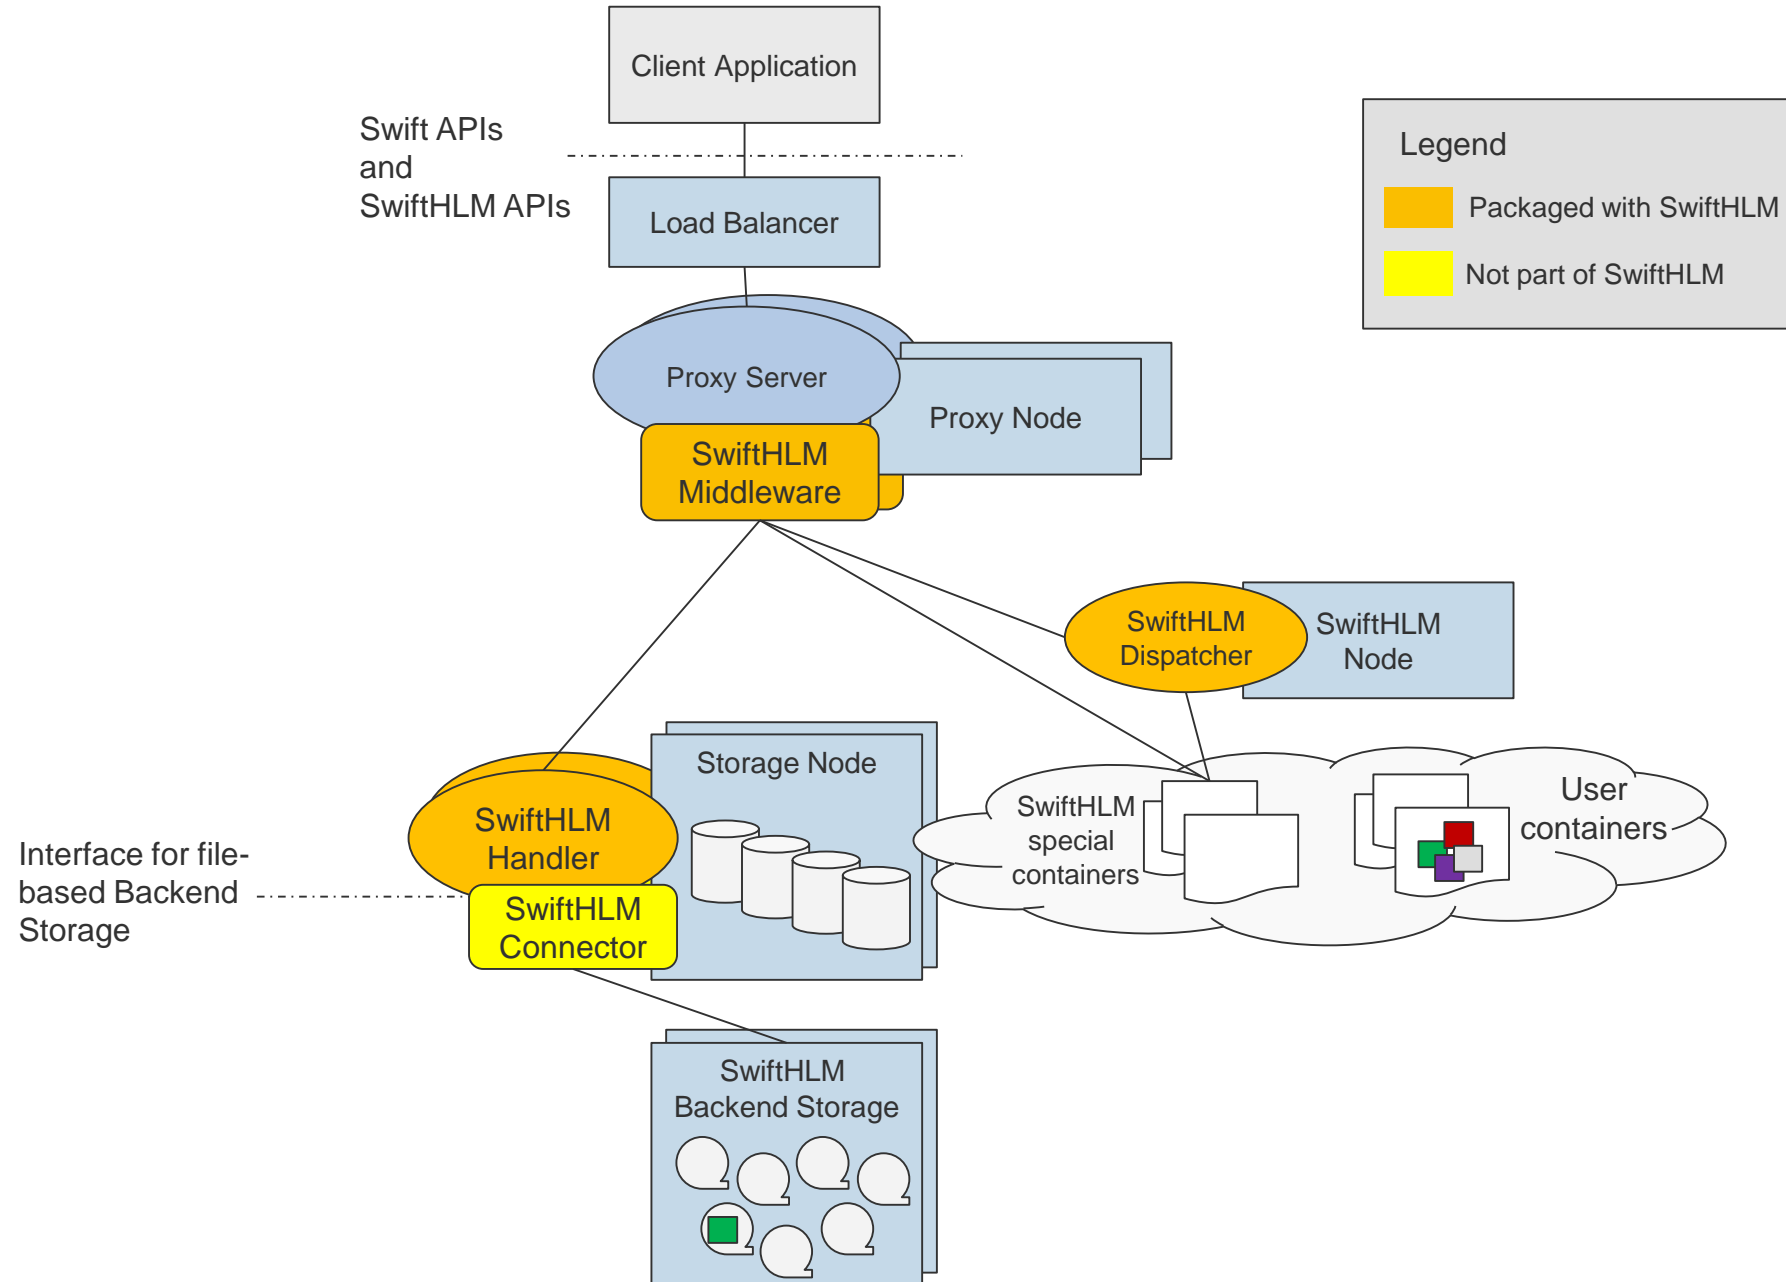 Client Application
Swift APIs
and
SwiftHLM APIs
Load Balancer
Legend
Packaged with SwiftHLM
Not part of SwiftHLM
Proxy Server
Proxy Node
SwiftHLM
Middleware
SwiftHLM
Dispatcher
SwiftHLM
Node
Storage Node
SwiftHLM
Handler
SwiftHLM
special
containers
User
containers
Interface for file-
based Backend
Storage
SwiftHLM
Connector
SwiftHLM
Backend Storage